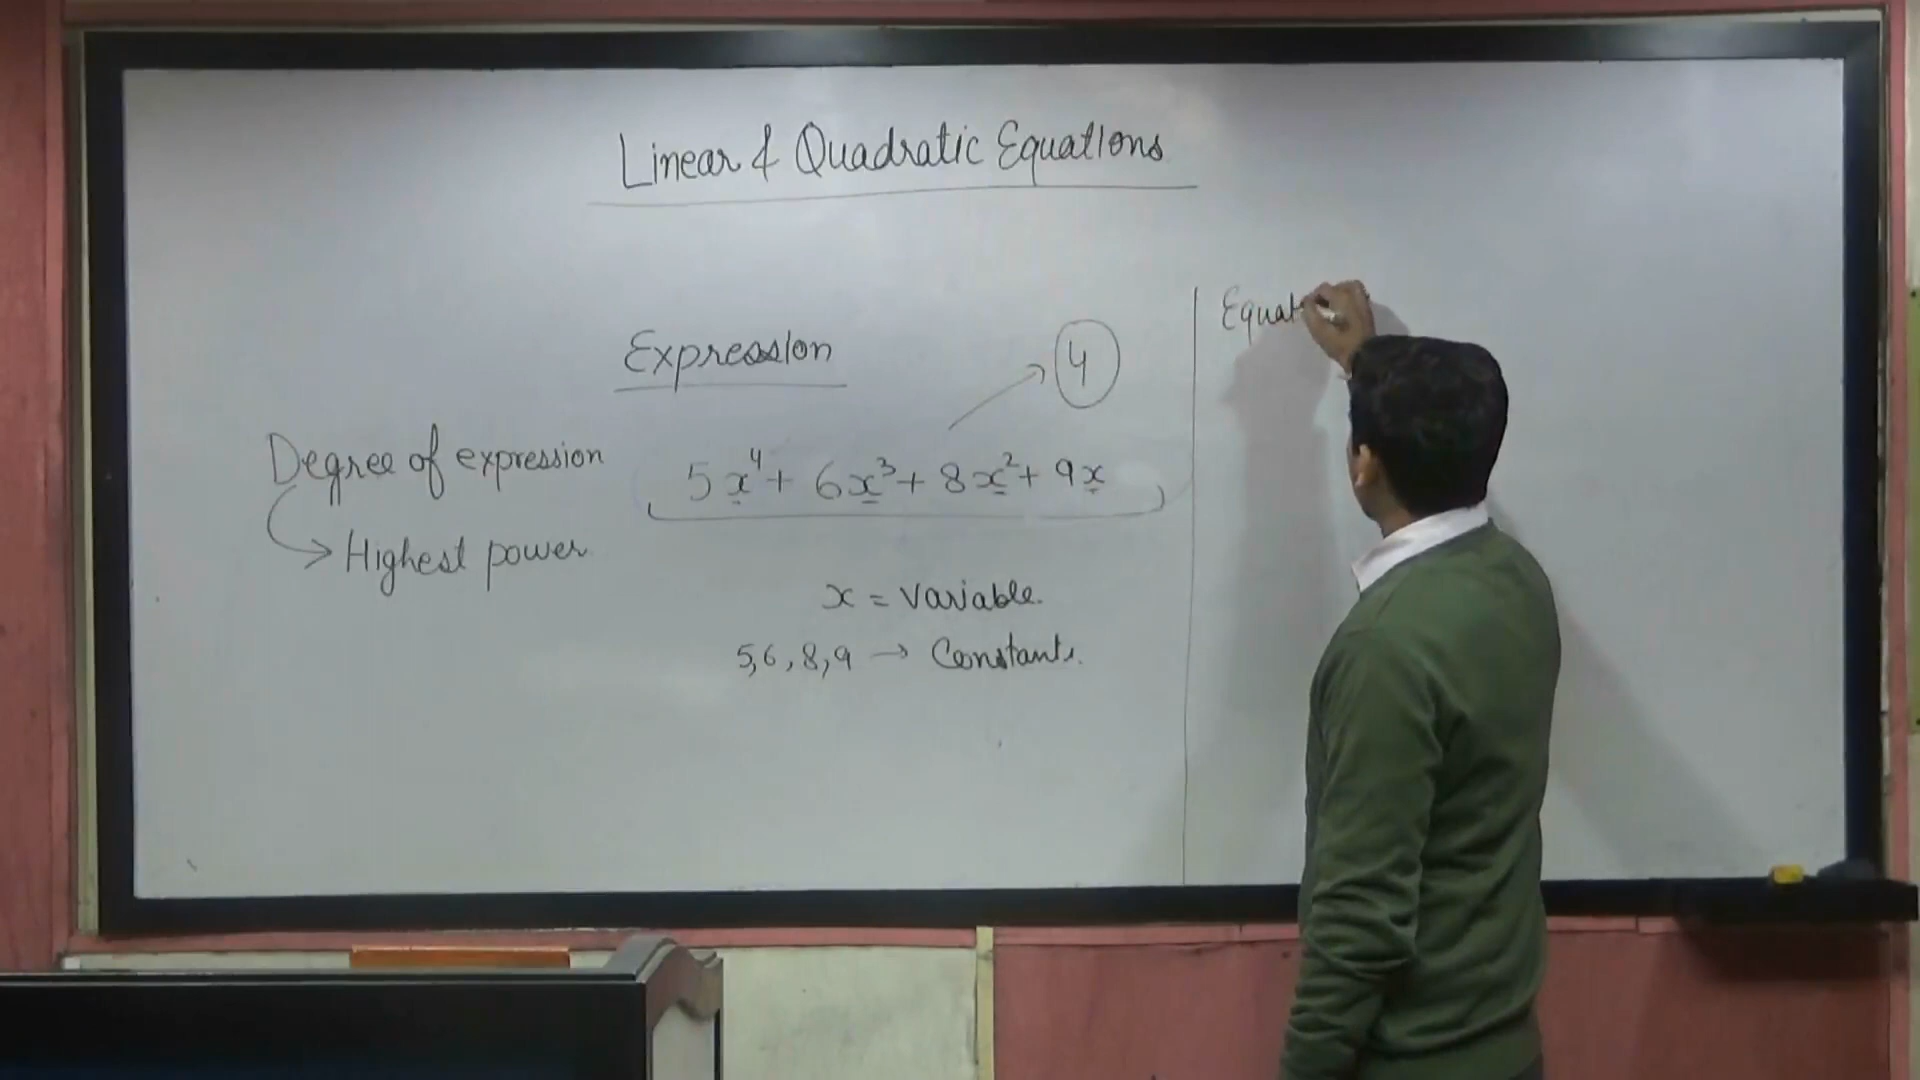 Linear & Quadratic Equations
Expression
4
Degree of expression
5x⁴ + 6x³ + 8x² + 9x
Highest power
x = Variable.
5,6,8,9 → Constants.
Equat